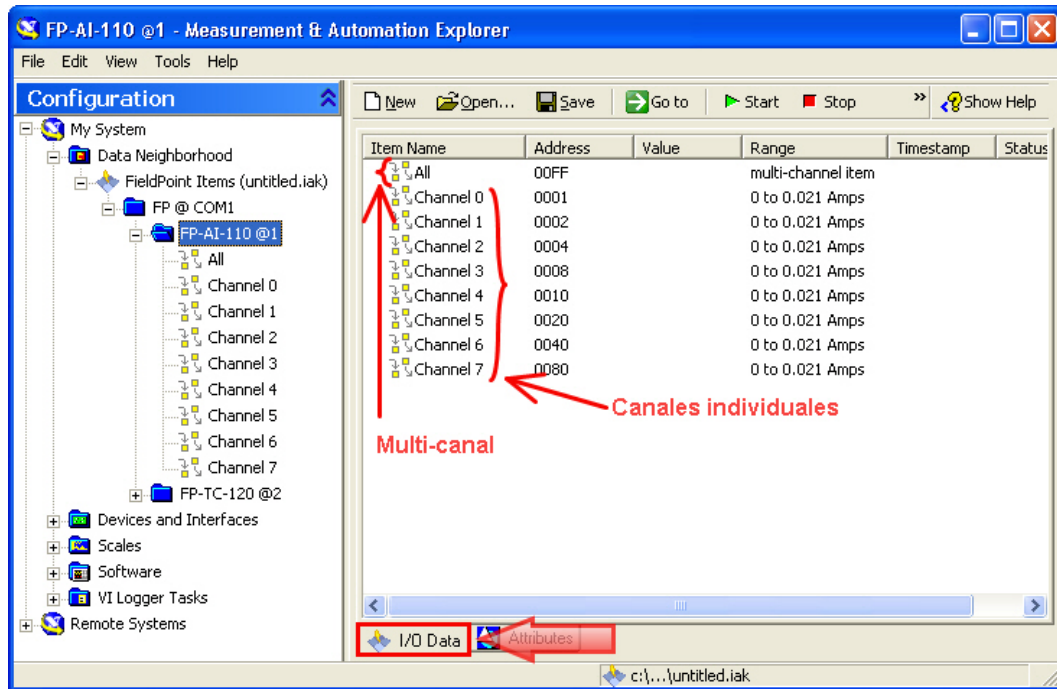 FP-AI-110 @1 - Measurement & Automation Explorer
File Edit View Tools Help
Configuration
My System
Data Neighborhood
FieldPoint Items (untitled.iak)
FP @ COM1
FP-AI-110 @1
All
Channel 0
Channel 1
Channel 2
Channel 3
Channel 4
Channel 5
Channel 6
Channel 7
FP-TC-120 @2
Devices and Interfaces
Scales
Software
VI Logger Tasks
Remote Systems
New Open... Save Go to Start Stop » Show Help
Item Name Address Value Range Timestamp Status
All 00FF multi-channel item
Channel 0 0001 0 to 0.021 Amps
Channel 1 0002 0 to 0.021 Amps
Channel 2 0004 0 to 0.021 Amps
Channel 3 0008 0 to 0.021 Amps
Channel 4 0010 0 to 0.021 Amps
Channel 5 0020 0 to 0.021 Amps
Channel 6 0040 0 to 0.021 Amps
Channel 7 0080 0 to 0.021 Amps
Canales individuales
Multi-canal
I/O Data Attributes
c:\...\untitled.iak